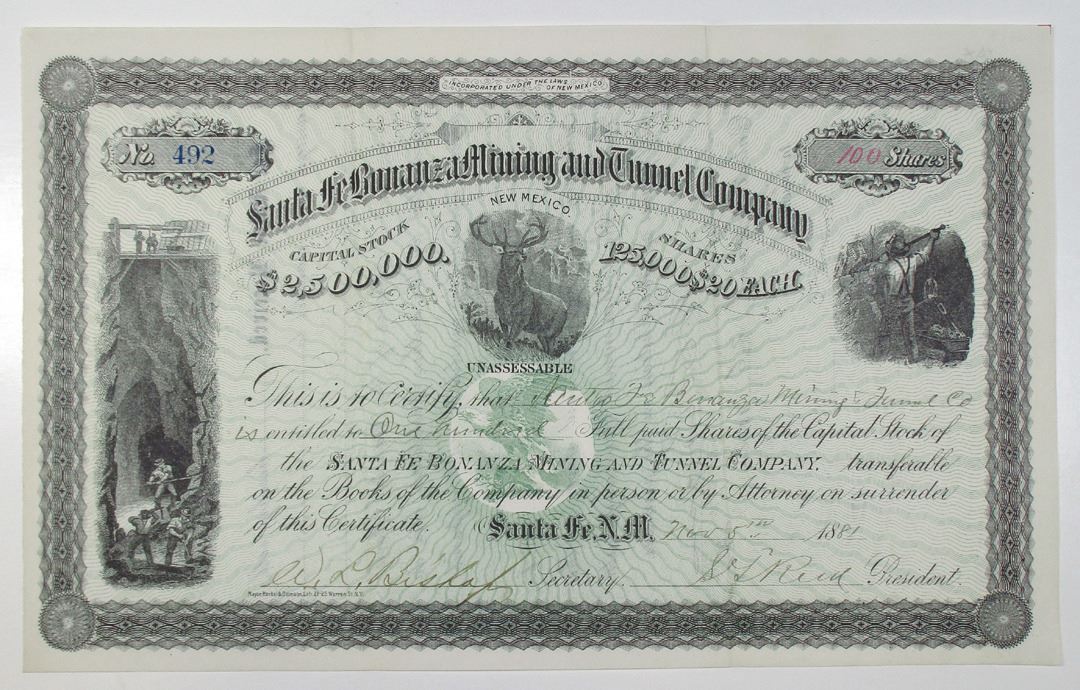 INCORPORATED UNDER THE LAWS OF NEW MEXICO.
No. 492
100 Shares
Santa Fe Bonanza Mining and Tunnel Company
NEW MEXICO.
CAPITAL STOCK
$2,500,000.
SHARES
125,000 $20 EACH.
UNASSESSABLE
This is to Certify, that Santa Fe Bonanza Mining & Tunnel Co
is entitled to One hundred Full paid Shares of the Capital Stock of
the SANTA FE BONANZA MINING AND TUNNEL COMPANY. transferable
on the Books of the Company in person or by Attorney on surrender
of this Certificate. Santa Fe, N.M. Nov 5th 1881
W. L. Bishop Secretary. President.